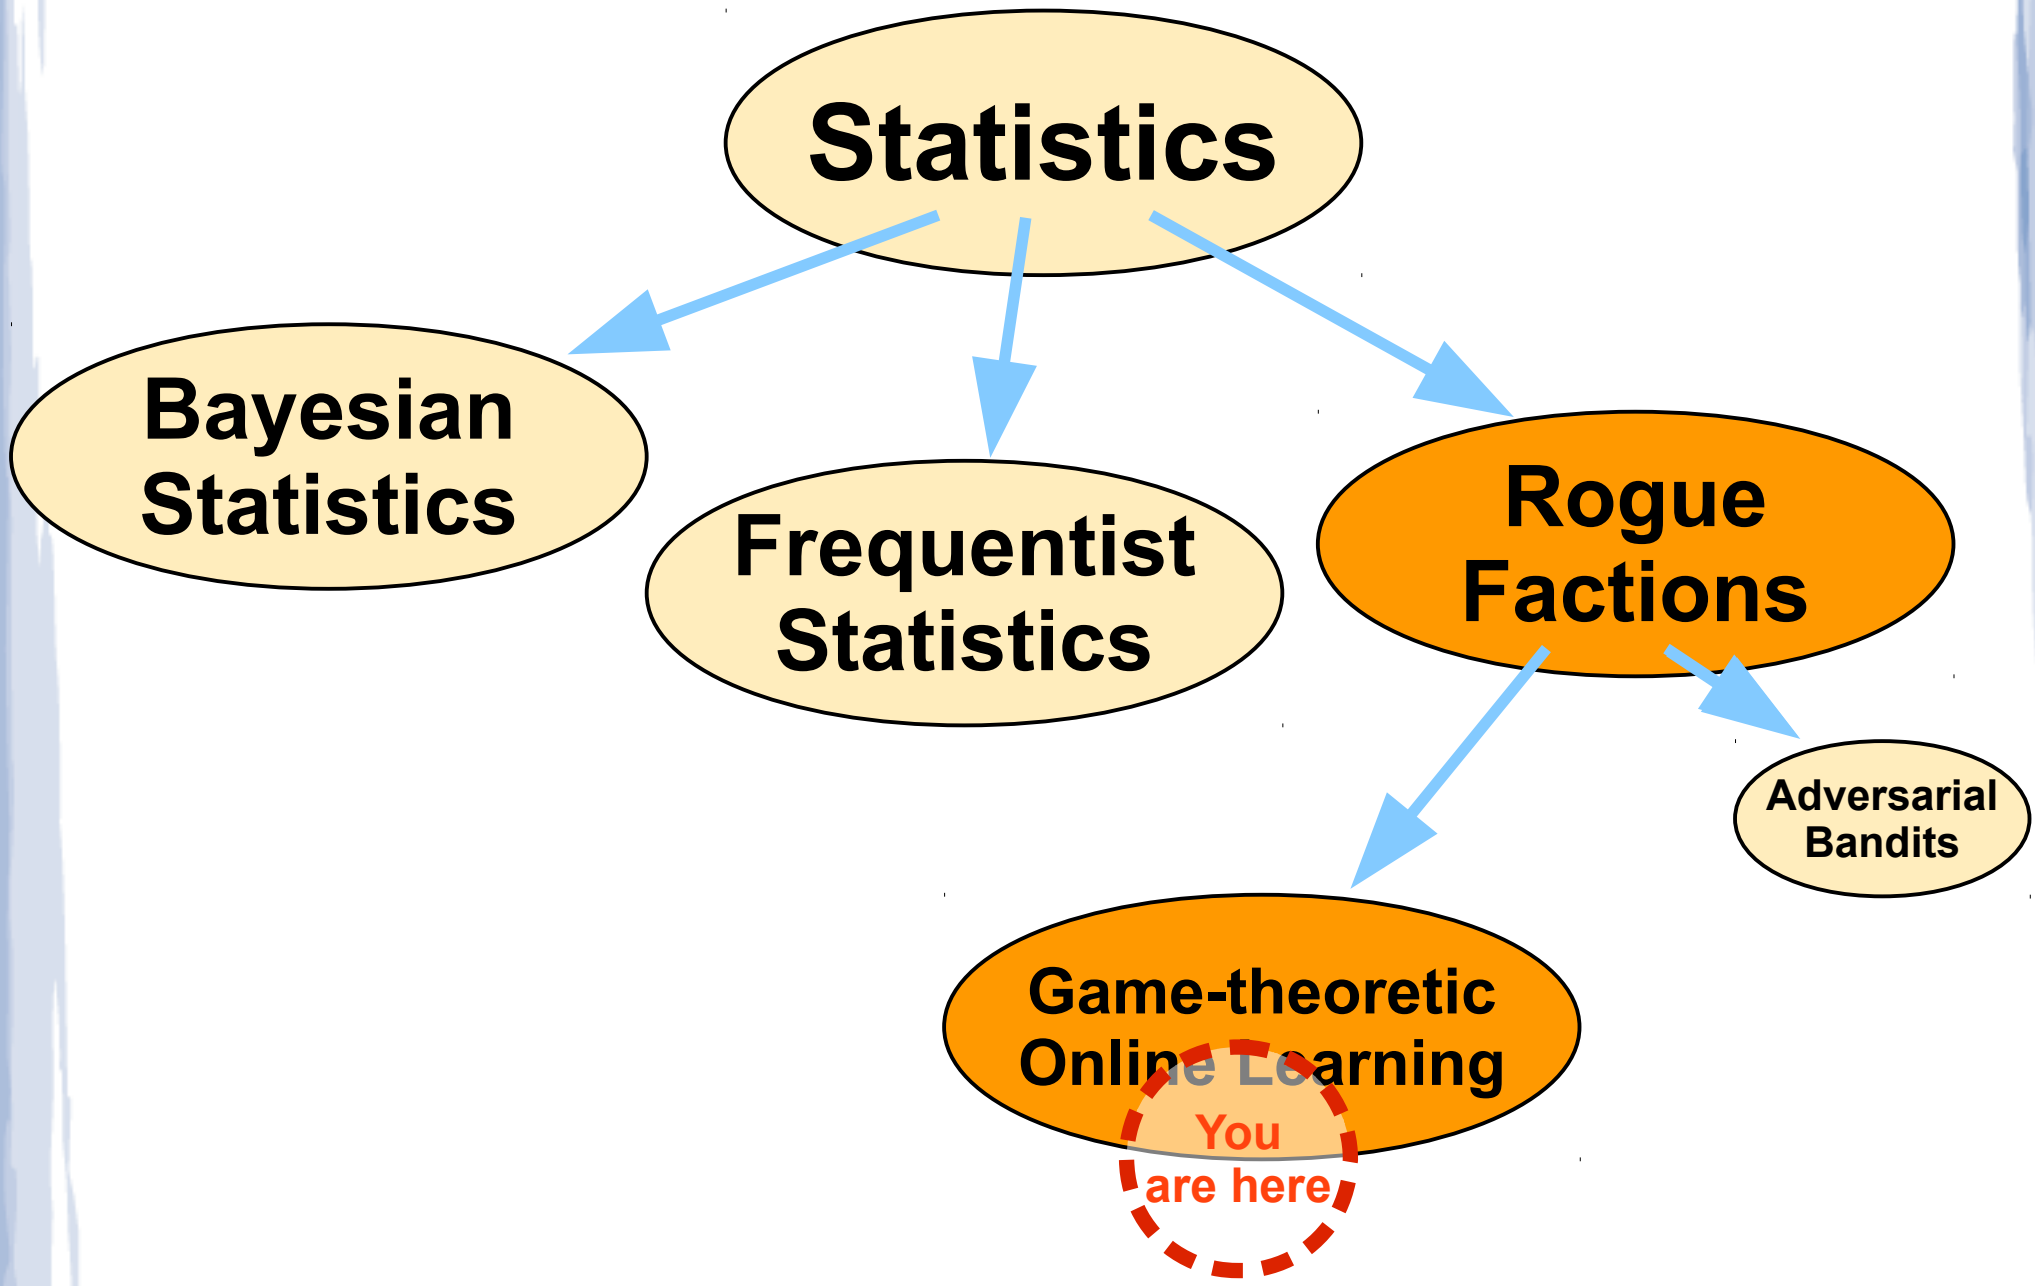 Statistics
Bayesian
Statistics
Frequentist
Statistics
Rogue
Factions
Adversarial
Bandits
Game-theoretic
Online Learning
You
are here